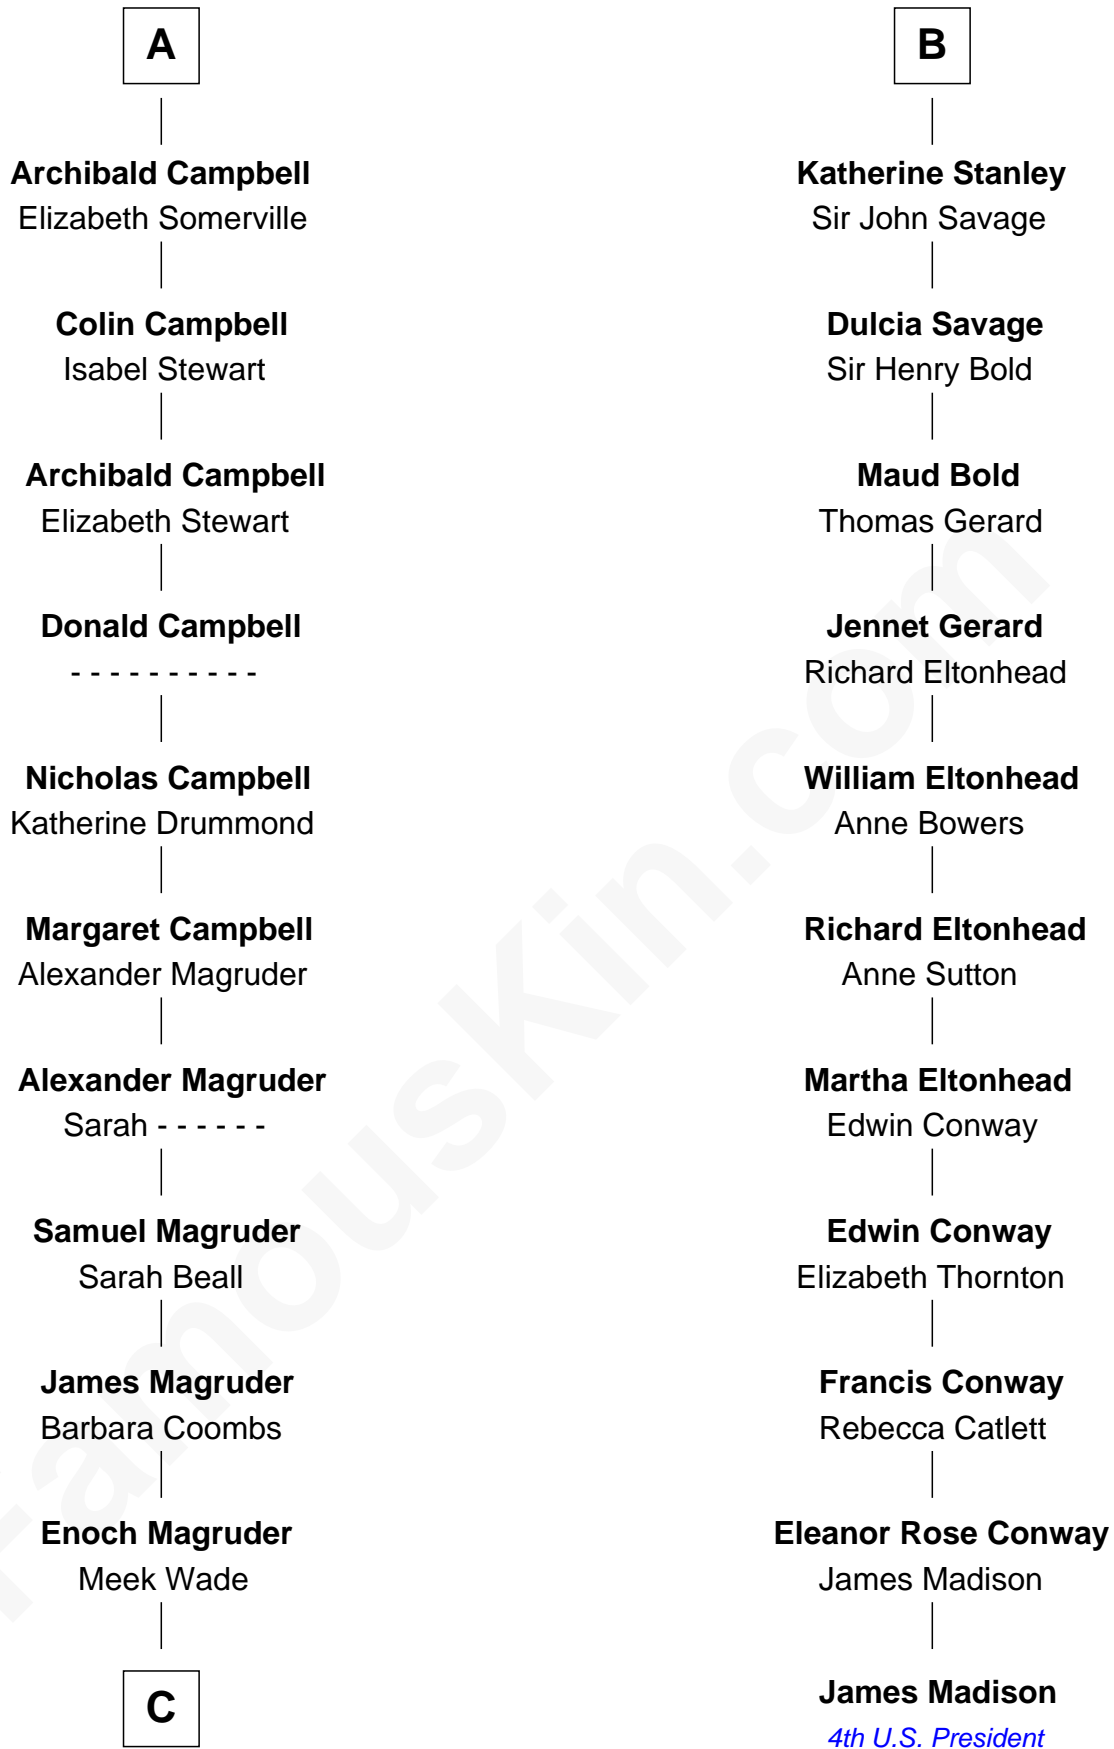 A
Archibald Campbell
Elizabeth Somerville
Colin Campbell
Isabel Stewart
Archibald Campbell
Elizabeth Stewart
Donald Campbell
- - - - - - - - - -
Nicholas Campbell
Katherine Drummond
Margaret Campbell
Alexander Magruder
Alexander Magruder
Sarah - - - - - -
Samuel Magruder
Sarah Beall
James Magruder
Barbara Coombs
Enoch Magruder
Meek Wade
C
B
Katherine Stanley
Sir John Savage
Dulcia Savage
Sir Henry Bold
Maud Bold
Thomas Gerard
Jennet Gerard
Richard Eltonhead
William Eltonhead
Anne Bowers
Richard Eltonhead
Anne Sutton
Martha Eltonhead
Edwin Conway
Edwin Conway
Elizabeth Thornton
Francis Conway
Rebecca Catlett
Eleanor Rose Conway
James Madison
James Madison
4th U.S. President
FamousKin.com